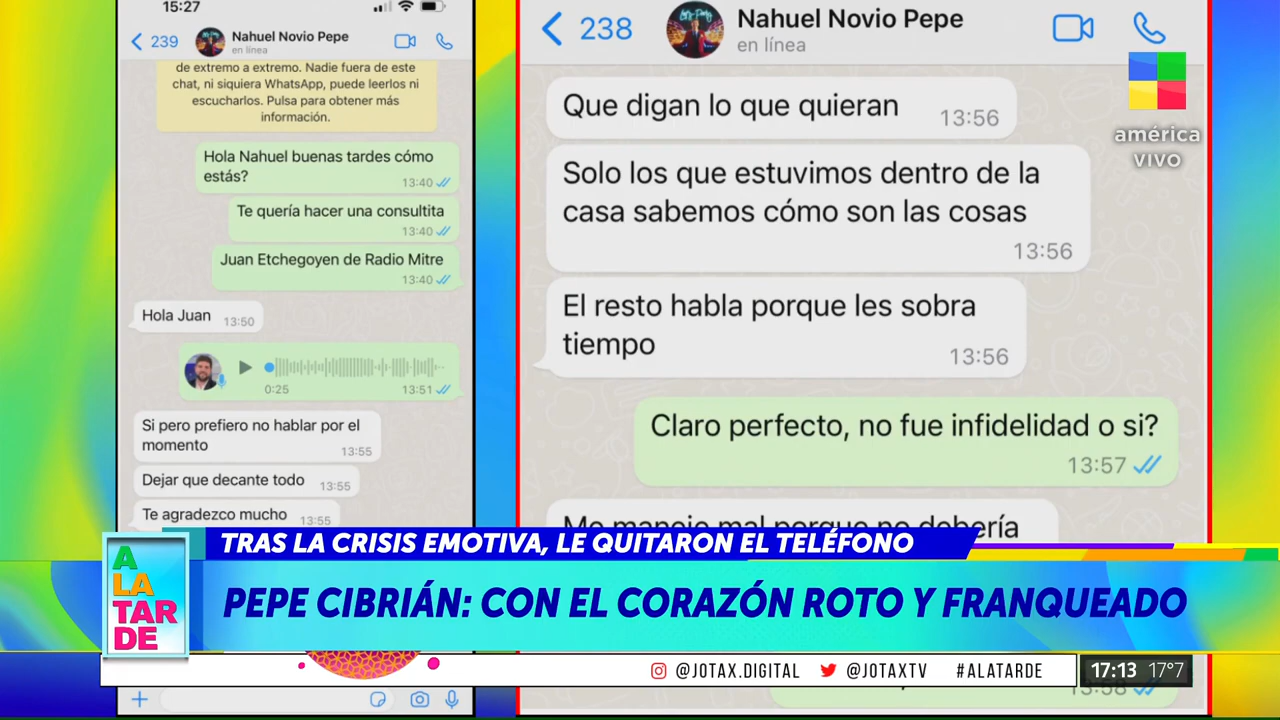 15:27
239
Nahuel Novio Pepe
en línea
de extremo a extremo. Nadie fuera de este
chat, ni siquiera WhatsApp, puede leerlos ni
escucharlos. Pulsa para obtener más
información.
Hola Nahuel buenas tardes cómo
estás?
13:40
Te quería hacer una consultita
13:40
Juan Etchegoyen de Radio Mitre
13:40
Hola Juan
13:50
0:25
13:51
Si pero prefiero no hablar por el
momento
13:55
Dejar que decante todo
13:55
Te agradezco mucho
13:55
238
Nahuel Novio Pepe
en línea
Que digan lo que quieran
13:56
Solo los que estuvimos dentro de la
casa sabemos cómo son las cosas
13:56
El resto habla porque les sobra
tiempo
13:56
Claro perfecto, no fue infidelidad o si?
13:57
Me manejo mal porque no debería
13:58
américa
VIVO
A
LA
TAR
DE
TRAS LA CRISIS EMOTIVA, LE QUITARON EL TELÉFONO
PEPE CIBRIÁN: CON EL CORAZÓN ROTO Y FRANQUEADO
@JOTAX.DIGITAL
@JOTAXTV
#ALATARDE
17:13
17°7